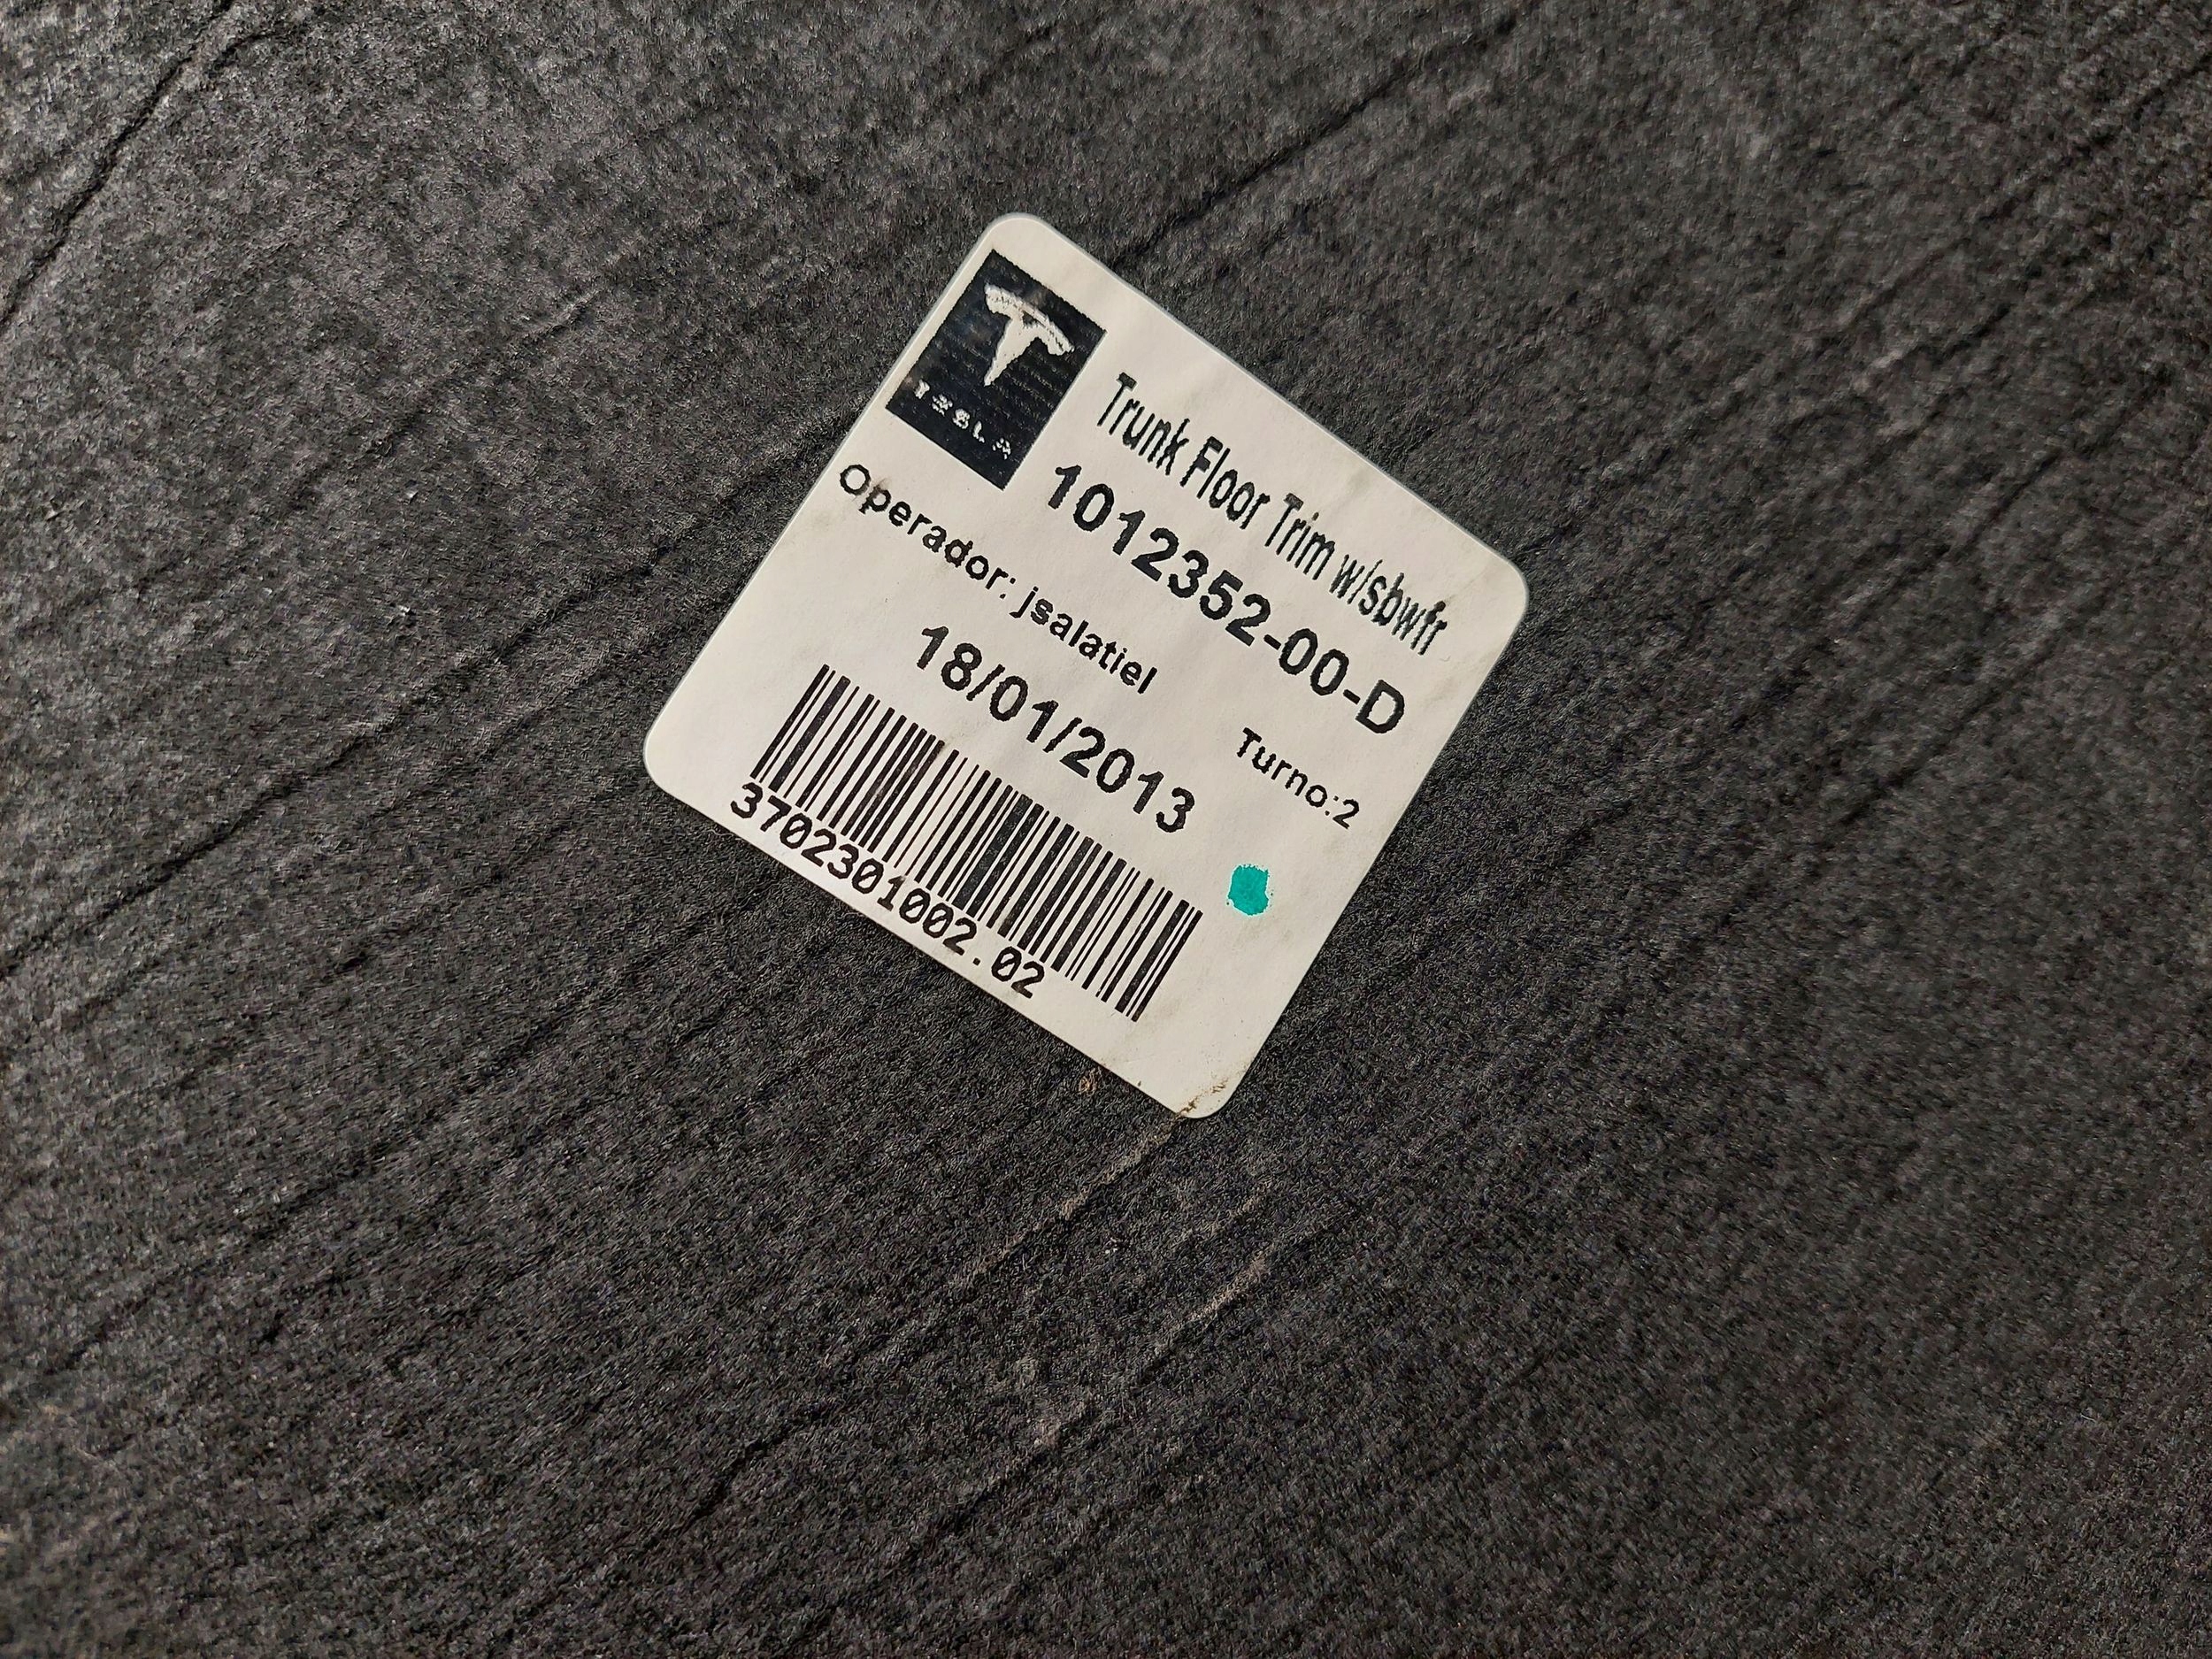 TESLA
Trunk Floor Trim w/sbwfr
1012352-00-D
Operador: jsalatiel Turno:2
18/01/2013
3702301002.02